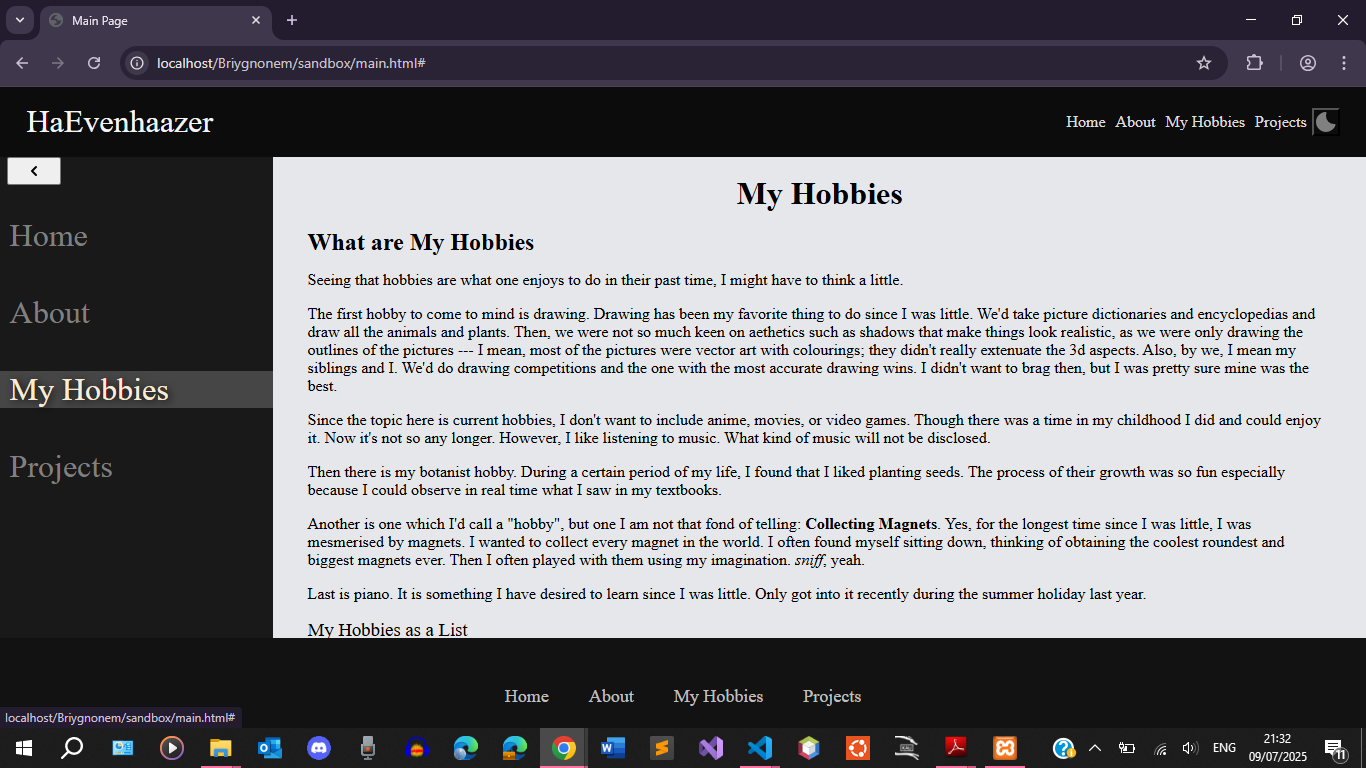 Main Page
localhost/Briygnonem/sandbox/main.html#
HaEvenhaazer
Home About My Hobbies Projects
Home
About
My Hobbies
Projects
My Hobbies
What are My Hobbies
Seeing that hobbies are what one enjoys to do in their past time, I might have to think a little.
The first hobby to come to mind is drawing. Drawing has been my favorite thing to do since I was little. We'd take picture dictionaries and encyclopedias and
draw all the animals and plants. Then, we were not so much keen on aethetics such as shadows that make things look realistic, as we were only drawing the
outlines of the pictures --- I mean, most of the pictures were vector art with colourings; they didn't really extenuate the 3d aspects. Also, by we, I mean my
siblings and I. We'd do drawing competitions and the one with the most accurate drawing wins. I didn't want to brag then, but I was pretty sure mine was the
best.
Since the topic here is current hobbies, I don't want to include anime, movies, or video games. Though there was a time in my childhood I did and could enjoy
it. Now it's not so any longer. However, I like listening to music. What kind of music will not be disclosed.
Then there is my botanist hobby. During a certain period of my life, I found that I liked planting seeds. The process of their growth was so fun especially
because I could observe in real time what I saw in my textbooks.
Another is one which I'd call a "hobby", but one I am not that fond of telling: Collecting Magnets. Yes, for the longest time since I was little, I was
mesmerised by magnets. I wanted to collect every magnet in the world. I often found myself sitting down, thinking of obtaining the coolest roundest and
biggest magnets ever. Then I often played with them using my imagination. sniff, yeah.
Last is piano. It is something I have desired to learn since I was little. Only got into it recently during the summer holiday last year.
My Hobbies as a List
Home About My Hobbies Projects
localhost/Briygnonem/sandbox/main.html#
ENG
21:32
09/07/2025
11